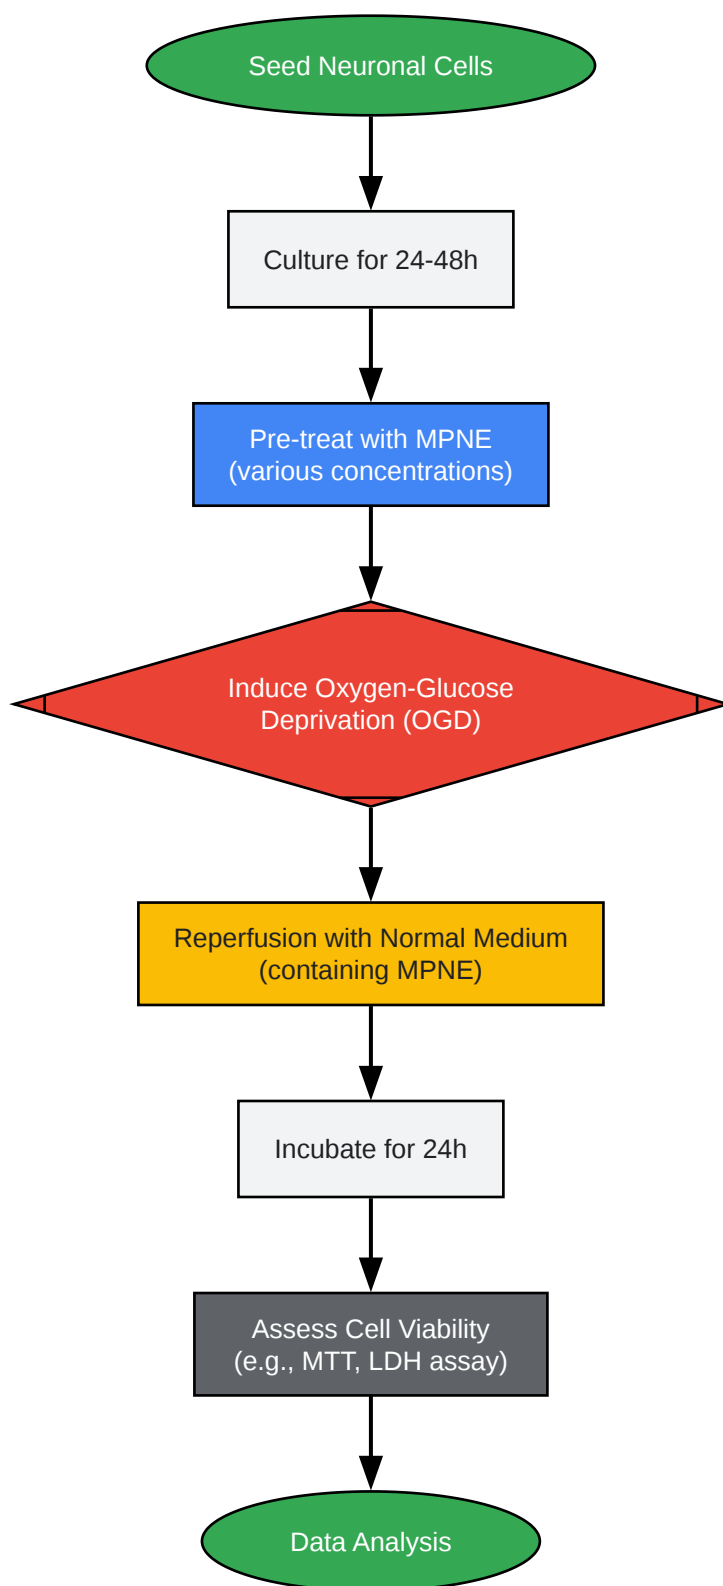 Seed Neuronal Cells
Culture for 24-48h
Pre-treat with MPNE
(various concentrations)
Induce Oxygen-Glucose
Deprivation (OGD)
Reperfusion with Normal Medium
(containing MPNE)
Incubate for 24h
Assess Cell Viability
(e.g., MTT, LDH assay)
Data Analysis